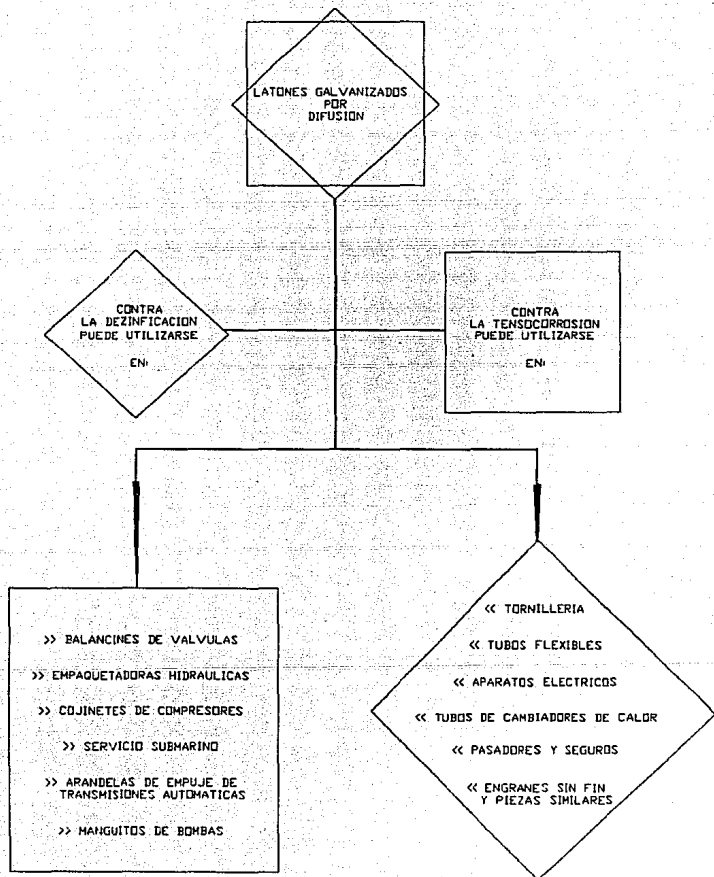 LATONES GALVANIZADOS
POR
DIFUSION
CONTRA
LA DEZINFICACION
PUEDE UTILIZARSE
EN:
CONTRA
LA TENSOCORROSION
PUEDE UTILIZARSE
EN:
>> BALANCINES DE VALVULAS
>> EMPAQUETADORAS HIDRAULICAS
>> COJINETES DE COMPRESORES
>> SERVICIO SUBMARINO
>> ARANDELAS DE EMPUJE DE
TRANSMISIONES AUTOMATICAS
>> MANGUITOS DE BOMBAS
<< TORNILLERIA
<< TUBOS FLEXIBLES
<< APARATOS ELECTRICOS
<< TUBOS DE CAMBIADORES DE CALOR
<< PASADORES Y SEGUROS
<< ENGRANES SIN FIN
Y PIEZAS SIMILARES